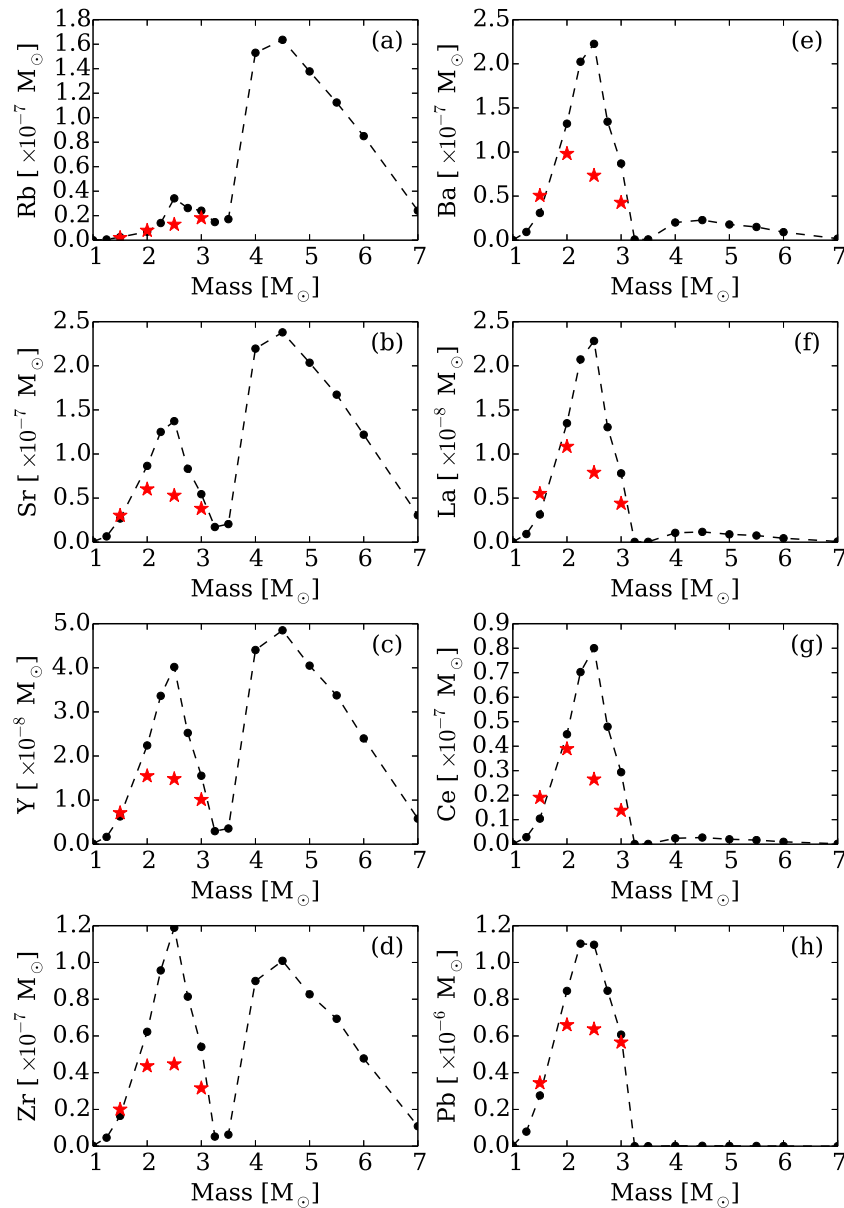 (a)
Rb [ ×10⁻⁷ M☉]
1.8
1.6
1.4
1.2
1.0
0.8
0.6
0.4
0.2
0.0
1 2 3 4 5 6 7
Mass [M☉]
(b)
Sr [ ×10⁻⁷ M☉]
2.5
2.0
1.5
1.0
0.5
0.0
1 2 3 4 5 6 7
Mass [M☉]
(c)
Y [ ×10⁻⁸ M☉]
5.0
4.0
3.0
2.0
1.0
0.0
1 2 3 4 5 6 7
Mass [M☉]
(d)
Zr [ ×10⁻⁷ M☉]
1.2
1.0
0.8
0.6
0.4
0.2
0.0
1 2 3 4 5 6 7
Mass [M☉]
(e)
Ba [ ×10⁻⁷ M☉]
2.5
2.0
1.5
1.0
0.5
0.0
1 2 3 4 5 6 7
Mass [M☉]
(f)
La [ ×10⁻⁸ M☉]
2.5
2.0
1.5
1.0
0.5
0.0
1 2 3 4 5 6 7
Mass [M☉]
(g)
Ce [ ×10⁻⁷ M☉]
0.9
0.8
0.7
0.6
0.5
0.4
0.3
0.2
0.1
0.0
1 2 3 4 5 6 7
Mass [M☉]
(h)
Pb [ ×10⁻⁶ M☉]
1.2
1.0
0.8
0.6
0.4
0.2
0.0
1 2 3 4 5 6 7
Mass [M☉]